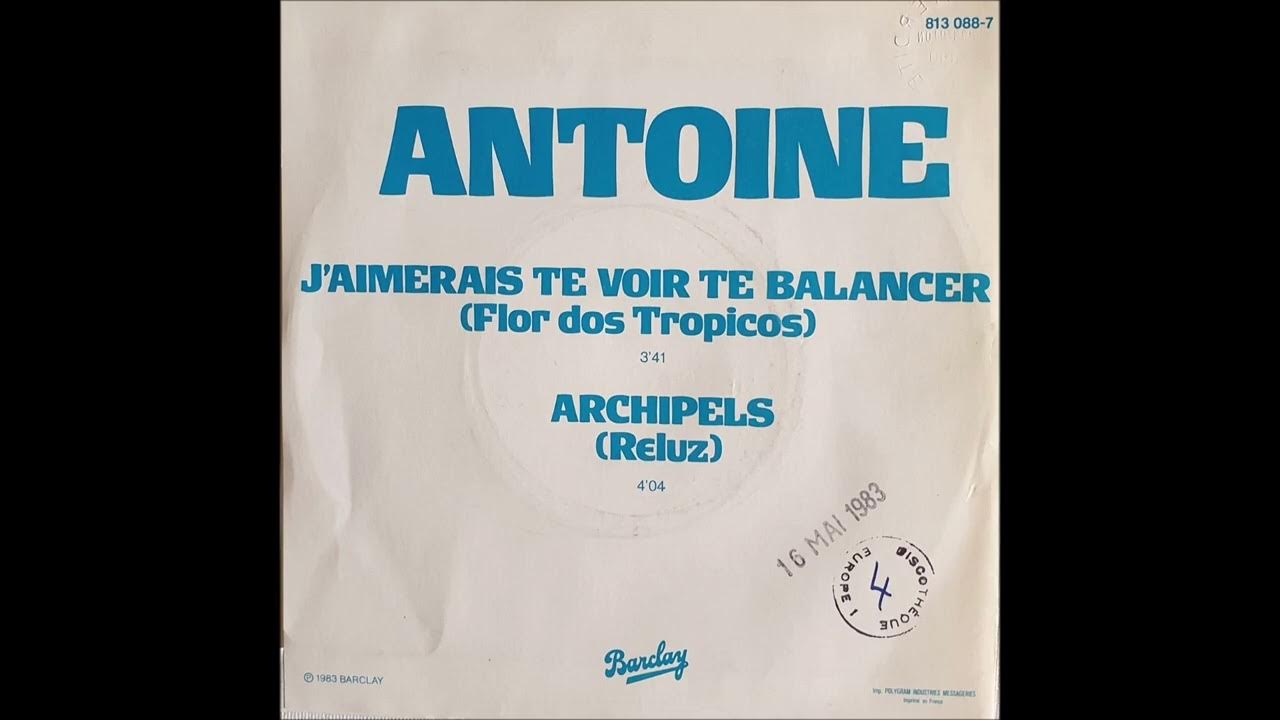 813 088-7
ANTOINE
J'AIMERAIS TE VOIR TE BALANCER
(Flor dos Tropicos)
3'41
ARCHIPELS
(Reluz)
4'04
16 MAI 1983
DISCOTHÈQUE
EUROPE 1
4
Barclay
℗ 1983 BARCLAY
Imp. POLYGRAM INDUSTRIES MESSAGERIES
Imprimé en France